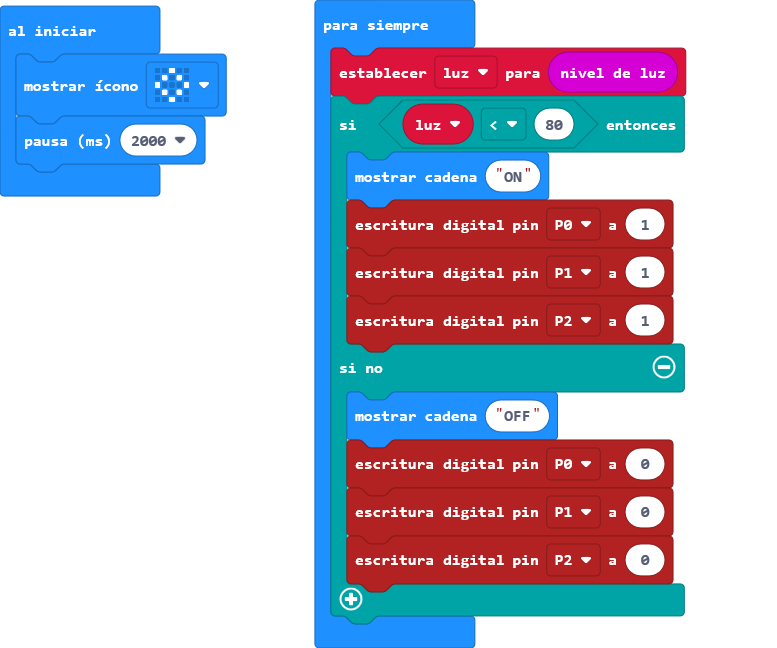 al iniciar
mostrar ícono
pausa (ms) 2000
para siempre
establecer luz para nivel de luz
si luz < 80 entonces
mostrar cadena "ON"
escritura digital pin P0 a 1
escritura digital pin P1 a 1
escritura digital pin P2 a 1
si no
mostrar cadena "OFF"
escritura digital pin P0 a 0
escritura digital pin P1 a 0
escritura digital pin P2 a 0